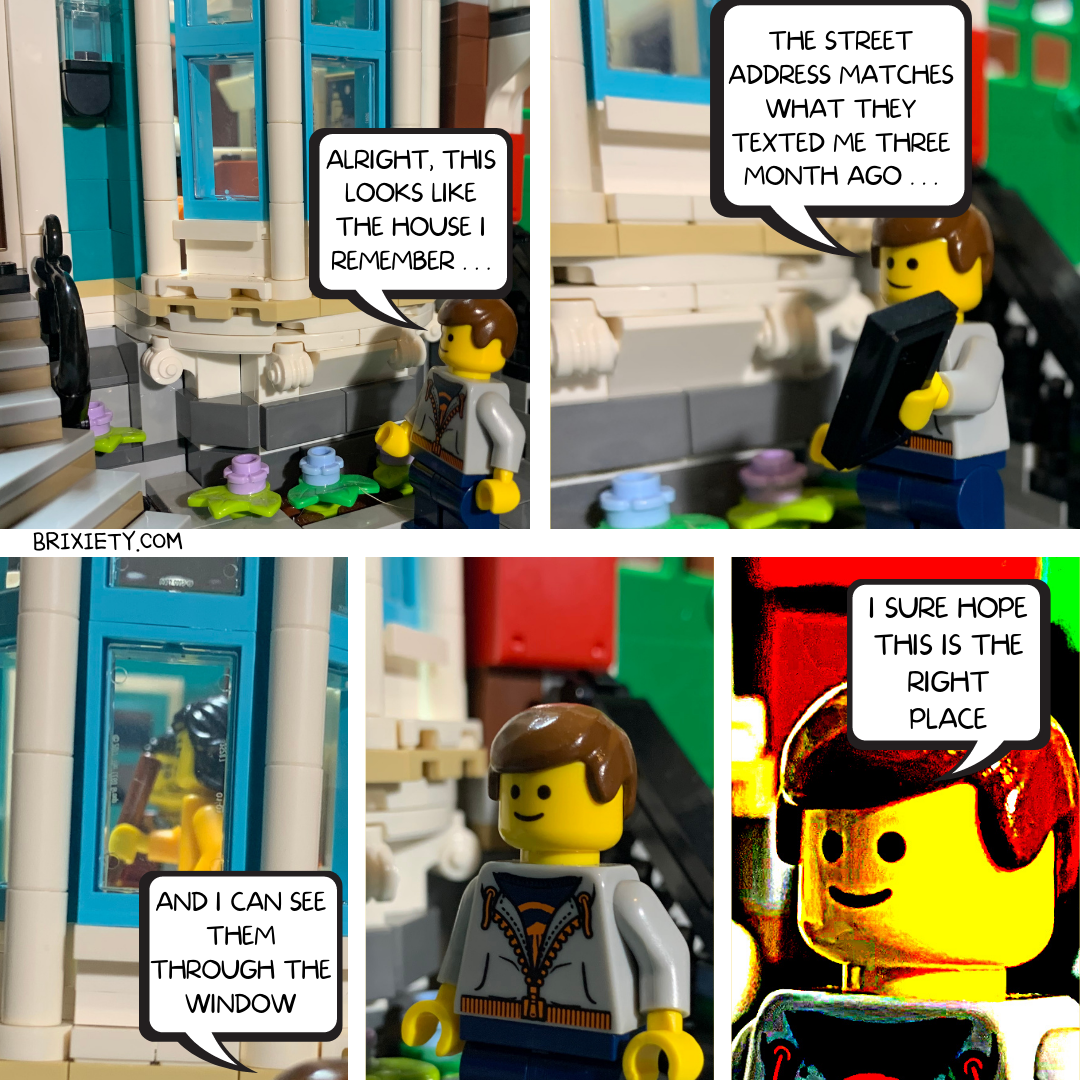 ALRIGHT, THIS
LOOKS LIKE
THE HOUSE I
REMEMBER . . .
THE STREET
ADDRESS MATCHES
WHAT THEY
TEXTED ME THREE
MONTH AGO . . .
BRIXIETY.COM
AND I CAN SEE
THEM
THROUGH THE
WINDOW
I SURE HOPE
THIS IS THE
RIGHT
PLACE